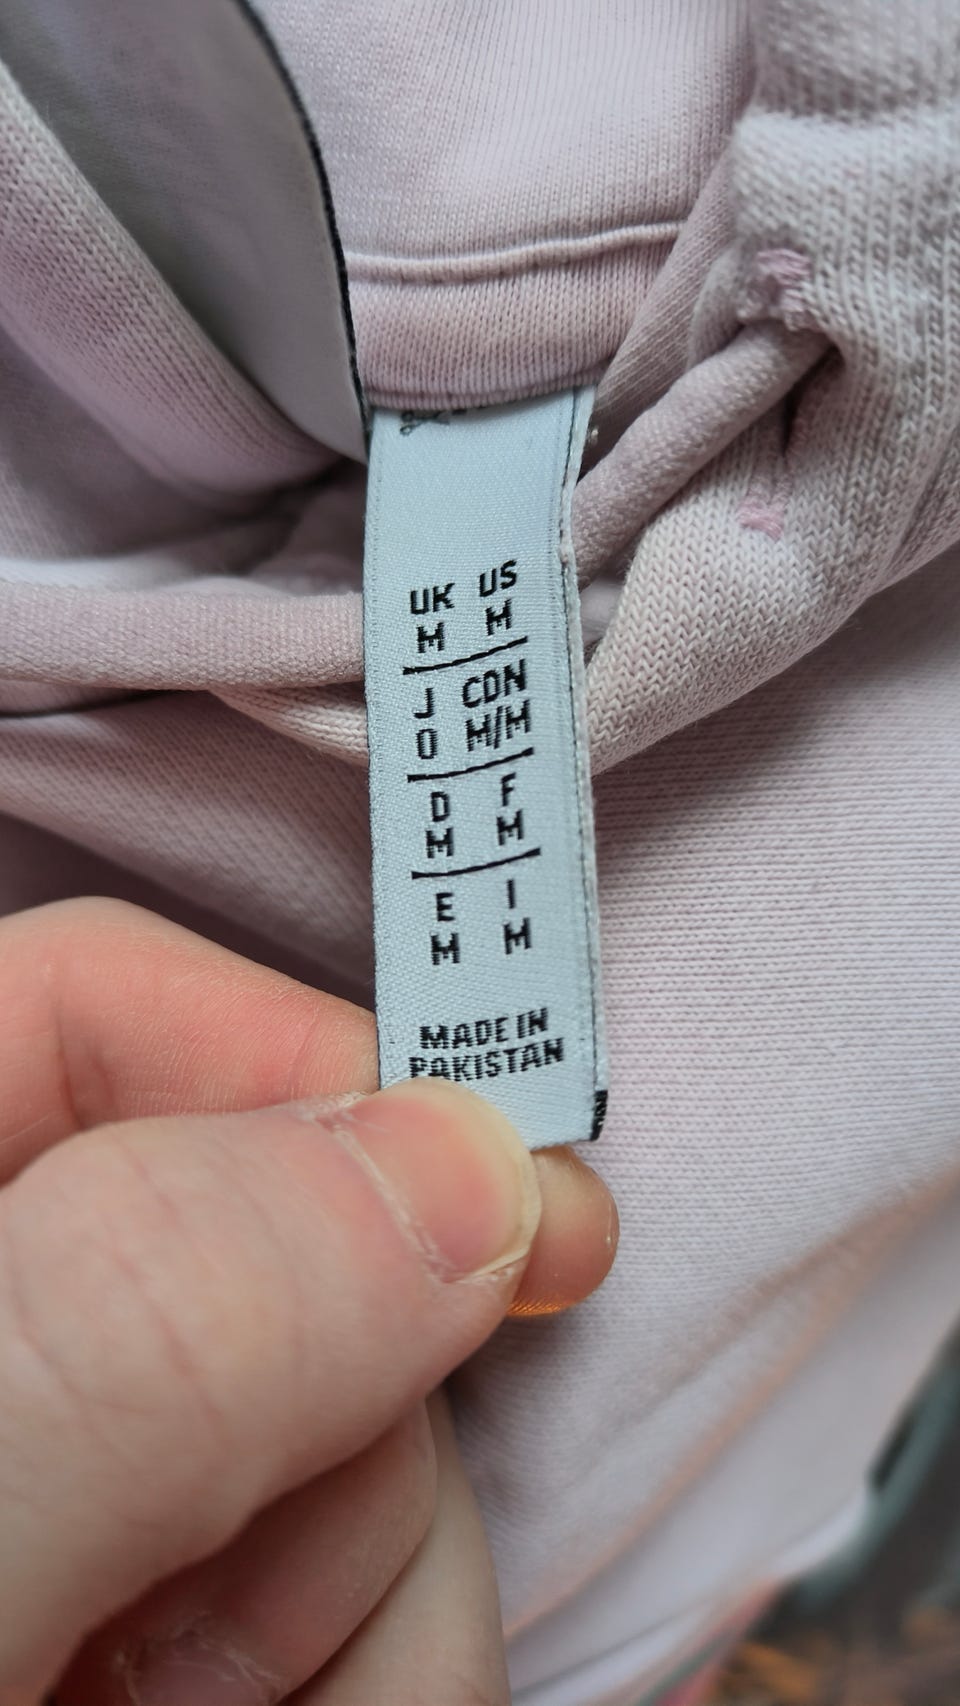 UK US
M M
J CDN
O M/M
D F
M M
E I
M M
MADE IN
PAKISTAN